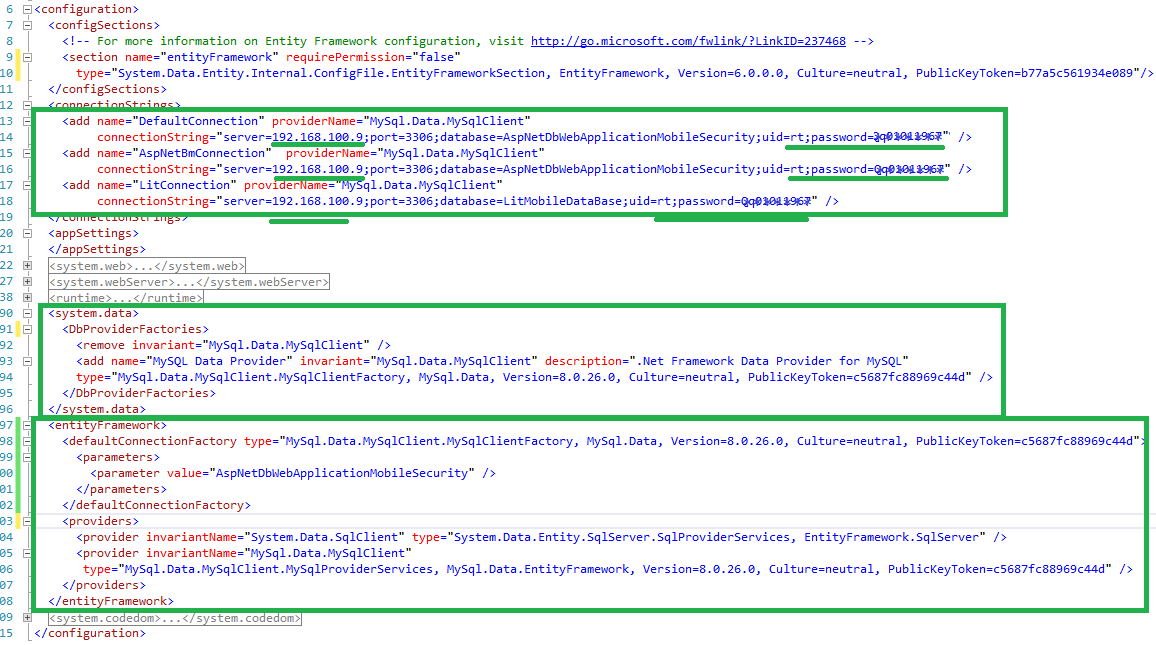 6 <configuration>
7 <configSections>
8 <!-- For more information on Entity Framework configuration, visit http://go.microsoft.com/fwlink/?LinkID=237468 -->
9 <section name="entityFramework" requirePermission="false"
10 type="System.Data.Entity.Internal.ConfigFile.EntityFrameworkSection, EntityFramework, Version=6.0.0.0, Culture=neutral, PublicKeyToken=b77a5c561934e089"/>
11 </configSections>
12 <connectionStrings>
13 <add name="DefaultConnection" providerName="MySql.Data.MySqlClient"
14 connectionString="server=192.168.100.9;port=3306;database=AspNetDbWebApplicationMobileSecurity;uid=rt;password=" />
15 <add name="AspNetBmConnection" providerName="MySql.Data.MySqlClient"
16 connectionString="server=192.168.100.9;port=3306;database=AspNetDbWebApplicationMobileSecurity;uid=rt;password=" />
17 <add name="LitConnection" providerName="MySql.Data.MySqlClient"
18 connectionString="server=192.168.100.9;port=3306;database=LitMobileDataBase;uid=rt;password=" />
19 </connectionStrings>
20 <appSettings>
21 </appSettings>
22 <system.web>...</system.web>
27 <system.webServer>...</system.webServer>
38 <runtime>...</runtime>
90 <system.data>
91 <DbProviderFactories>
92 <remove invariant="MySql.Data.MySqlClient" />
93 <add name="MySQL Data Provider" invariant="MySql.Data.MySqlClient" description=".Net Framework Data Provider for MySQL"
94 type="MySql.Data.MySqlClient.MySqlClientFactory, MySql.Data, Version=8.0.26.0, Culture=neutral, PublicKeyToken=c5687fc88969c44d" />
95 </DbProviderFactories>
96 </system.data>
97 <entityFramework>
98 <defaultConnectionFactory type="MySql.Data.MySqlClient.MySqlClientFactory, MySql.Data, Version=8.0.26.0, Culture=neutral, PublicKeyToken=c5687fc88969c44d">
99 <parameters>
00 <parameter value="AspNetDbWebApplicationMobileSecurity" />
01 </parameters>
02 </defaultConnectionFactory>
03 <providers>
04 <provider invariantName="System.Data.SqlClient" type="System.Data.Entity.SqlServer.SqlProviderServices, EntityFramework.SqlServer" />
05 <provider invariantName="MySql.Data.MySqlClient"
06 type="MySql.Data.MySqlClient.MySqlProviderServices, MySql.Data.EntityFramework, Version=8.0.26.0, Culture=neutral, PublicKeyToken=c5687fc88969c44d" />
07 </providers>
08 </entityFramework>
09 <system.codedom>...</system.codedom>
15 </configuration>